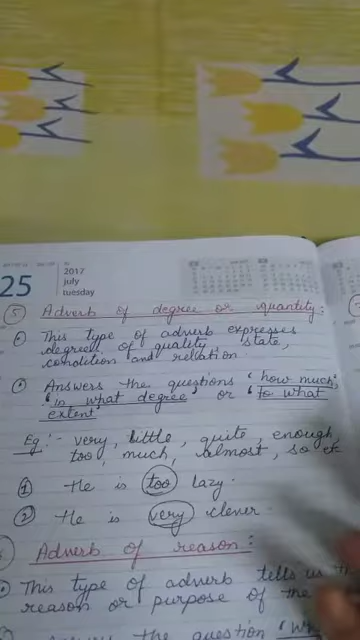 25
2017
July
tuesday
5 Adverb of degree or quantity:
This type of adverb expresses
degree of quality, state,
condition and relation
Answers the questions 'how much',
'in what degree' or 'to what
extent'
Eg:- very, little, quite, enough,
too, much, almost, so etc
1 He is too lazy.
2 He is very clever.
Adverb of reason:
This type of adverb tells us the
reason or purpose of the
the question